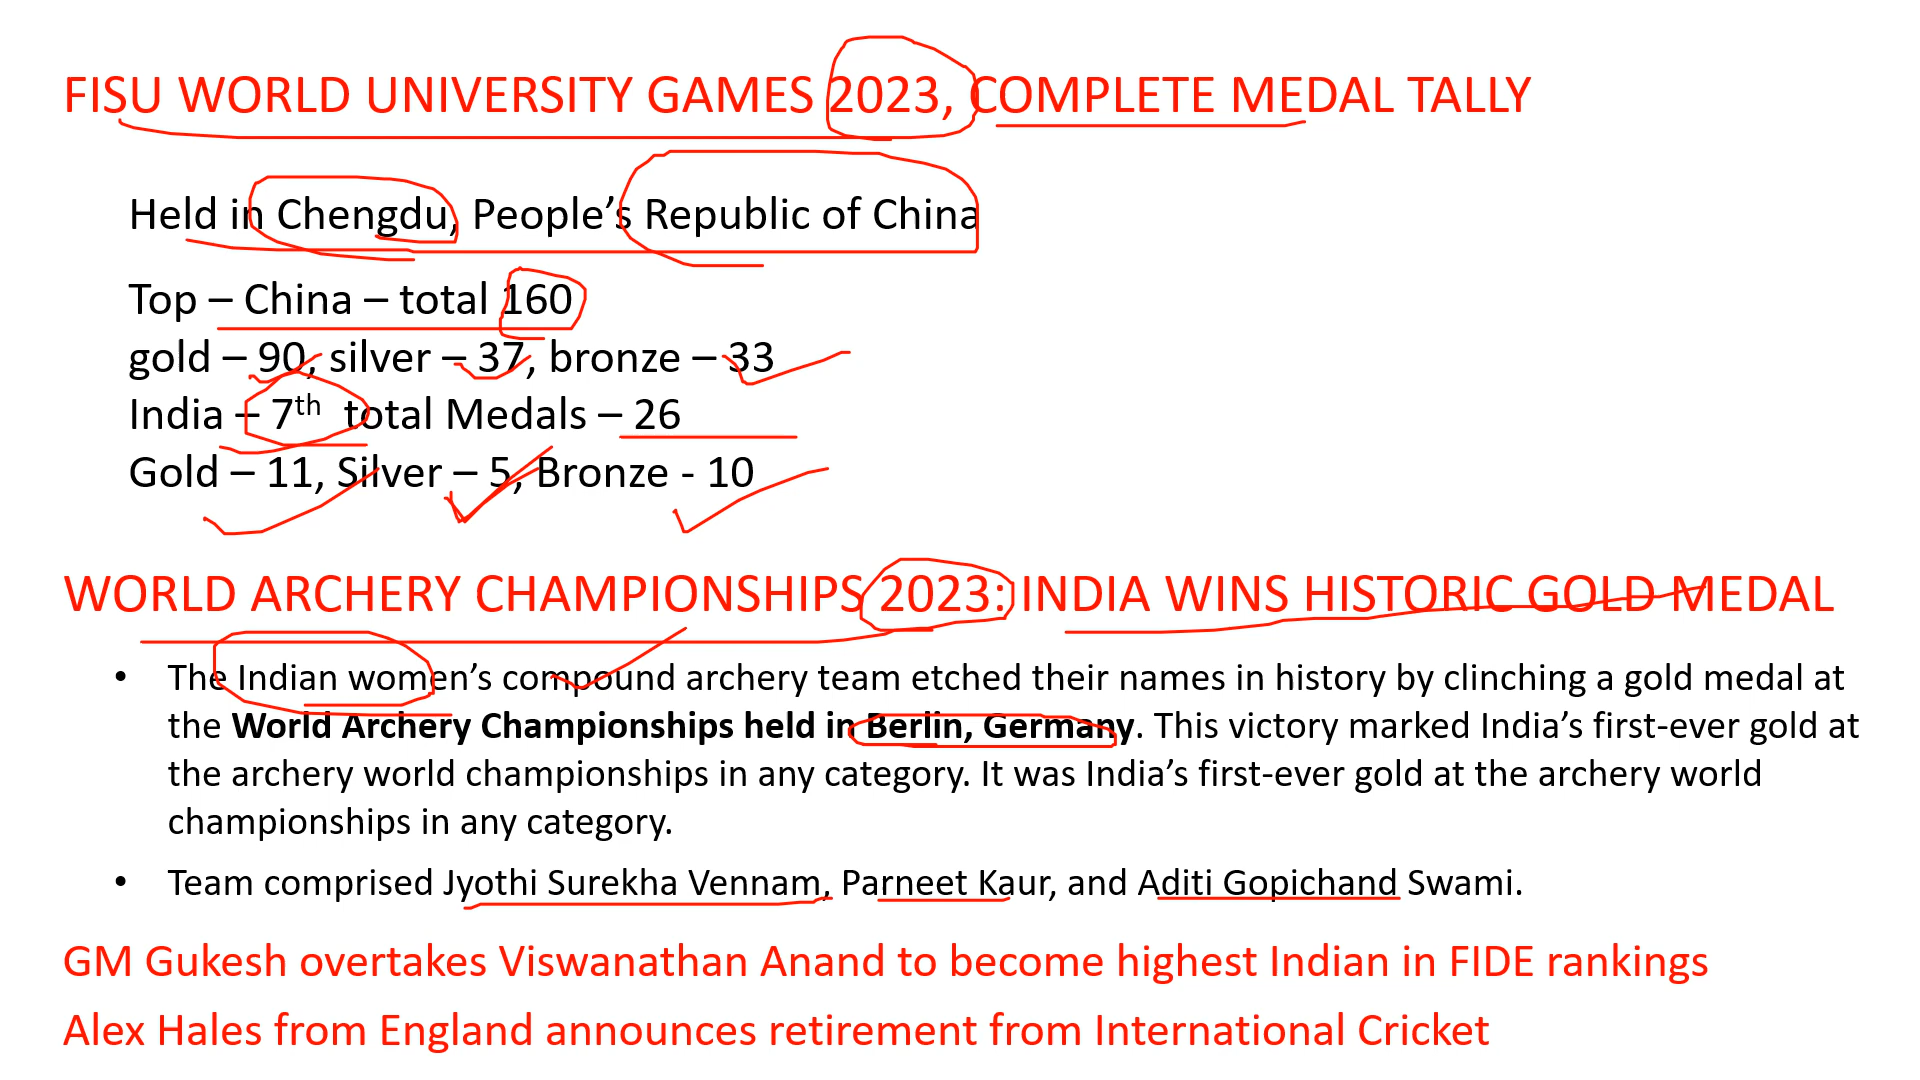 FISU WORLD UNIVERSITY GAMES 2023, COMPLETE MEDAL TALLY
Held in Chengdu, People’s Republic of China
Top – China – total 160
gold – 90, silver – 37, bronze – 33
India – 7th total Medals – 26
Gold – 11, Silver – 5, Bronze - 10
WORLD ARCHERY CHAMPIONSHIPS 2023: INDIA WINS HISTORIC GOLD MEDAL
• The Indian women’s compound archery team etched their names in history by clinching a gold medal at
the World Archery Championships held in Berlin, Germany. This victory marked India’s first-ever gold at
the archery world championships in any category. It was India’s first-ever gold at the archery world
championships in any category.
• Team comprised Jyothi Surekha Vennam, Parneet Kaur, and Aditi Gopichand Swami.
GM Gukesh overtakes Viswanathan Anand to become highest Indian in FIDE rankings
Alex Hales from England announces retirement from International Cricket